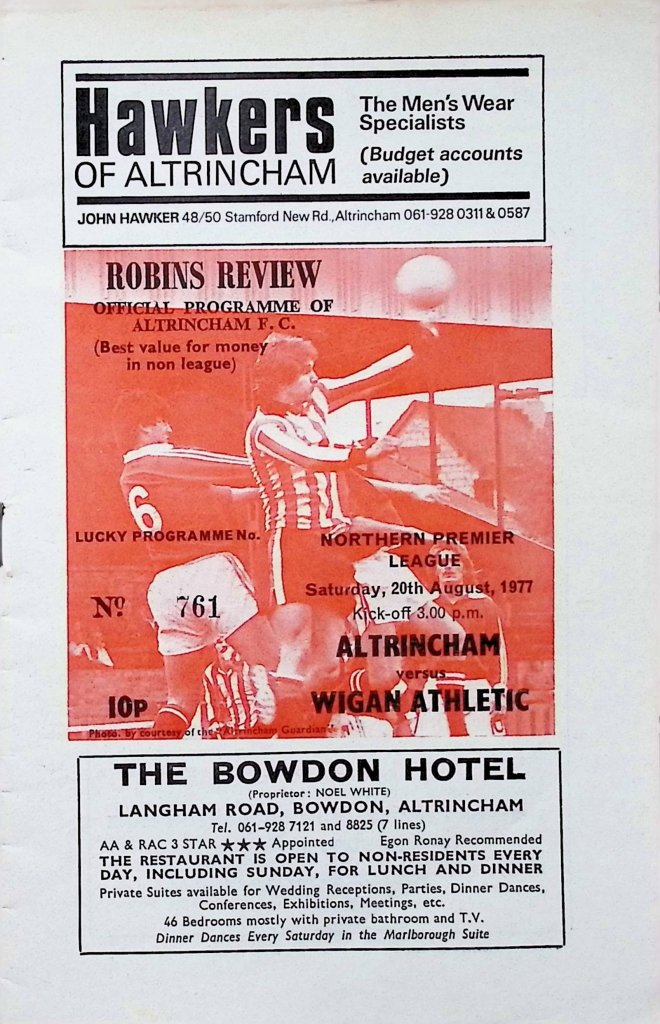 Hawkers
OF ALTRINCHAM
The Men's Wear
Specialists
(Budget accounts
available)
JOHN HAWKER 48/50 Stamford New Rd., Altrincham 061-928 0311 & 0587
ROBINS REVIEW
OFFICIAL PROGRAMME OF
ALTRINCHAM F.C.
(Best value for money
in non league)
6
LUCKY PROGRAMME No.
No 761
10p
NORTHERN PREMIER
LEAGUE
Saturday, 20th August, 1977
Kick-off 3.00 p.m.
ALTRINCHAM
versus
WIGAN ATHLETIC
Photo. by courtesy of the "Altrincham Guardian"
THE BOWDON HOTEL
(Proprietor: NOEL WHITE)
LANGHAM ROAD, BOWDON, ALTRINCHAM
Tel. 061-928 7121 and 8825 (7 lines)
AA & RAC 3 STAR ★★★ Appointed Egon Ronay Recommended
THE RESTAURANT IS OPEN TO NON-RESIDENTS EVERY
DAY, INCLUDING SUNDAY, FOR LUNCH AND DINNER
Private Suites available for Wedding Receptions, Parties, Dinner Dances,
Conferences, Exhibitions, Meetings, etc.
46 Bedrooms mostly with private bathroom and T.V.
Dinner Dances Every Saturday in the Marlborough Suite